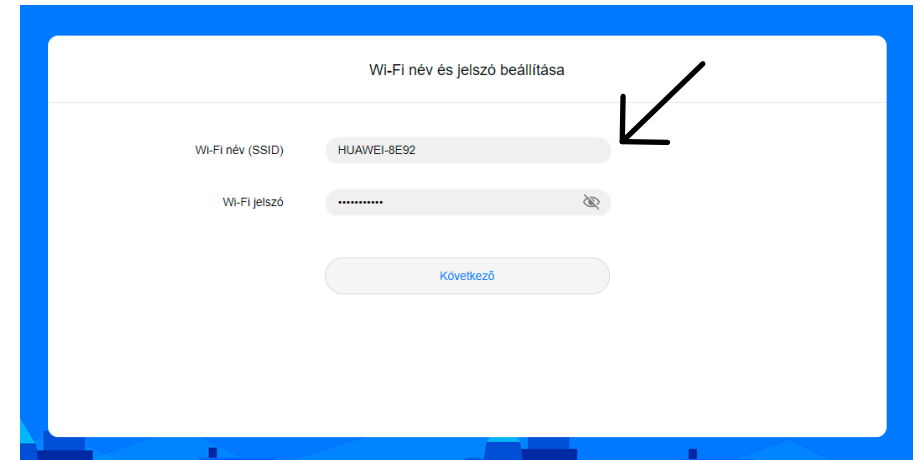 Wi-Fi név és jelszó beállítása
Wi-Fi név (SSID) HUAWEI-8E92
Wi-Fi jelszó •••••••••••
Következő